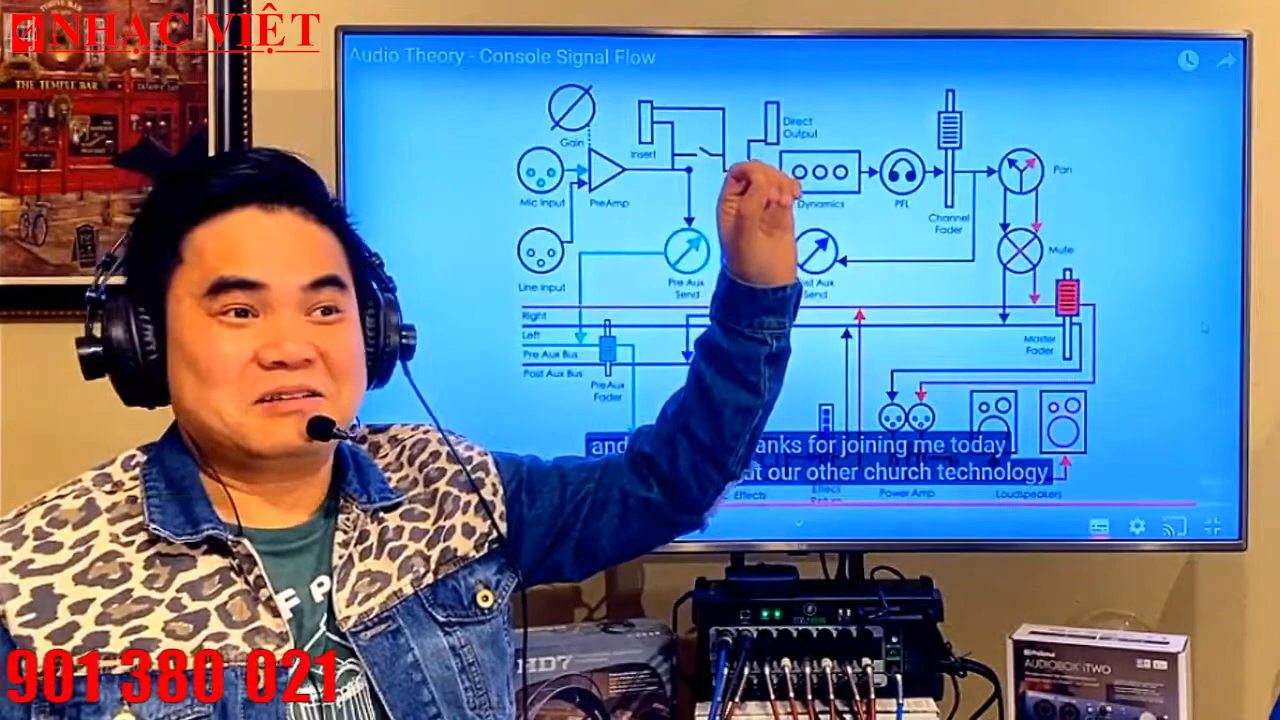 NHẠC VIỆT
THE TEMPLE BAR
Audio Theory - Console Signal Flow
Gain
Insert
Direct
Output
Mic Input
PreAmp
Dynamics
PFL
Channel
Fader
Pan
Line Input
Pre Aux
Send
Aux
Send
Mute
Right
Left
Pre Aux Bus
Post Aux Bus
PreAux
Fader
Master
Fader
and
anks for joining me today
at our other church technology
Effects
Effect
Return
Power Amp
Loudspeakers
HD7
AUDIOBOX iTWO
F P
901 380 021